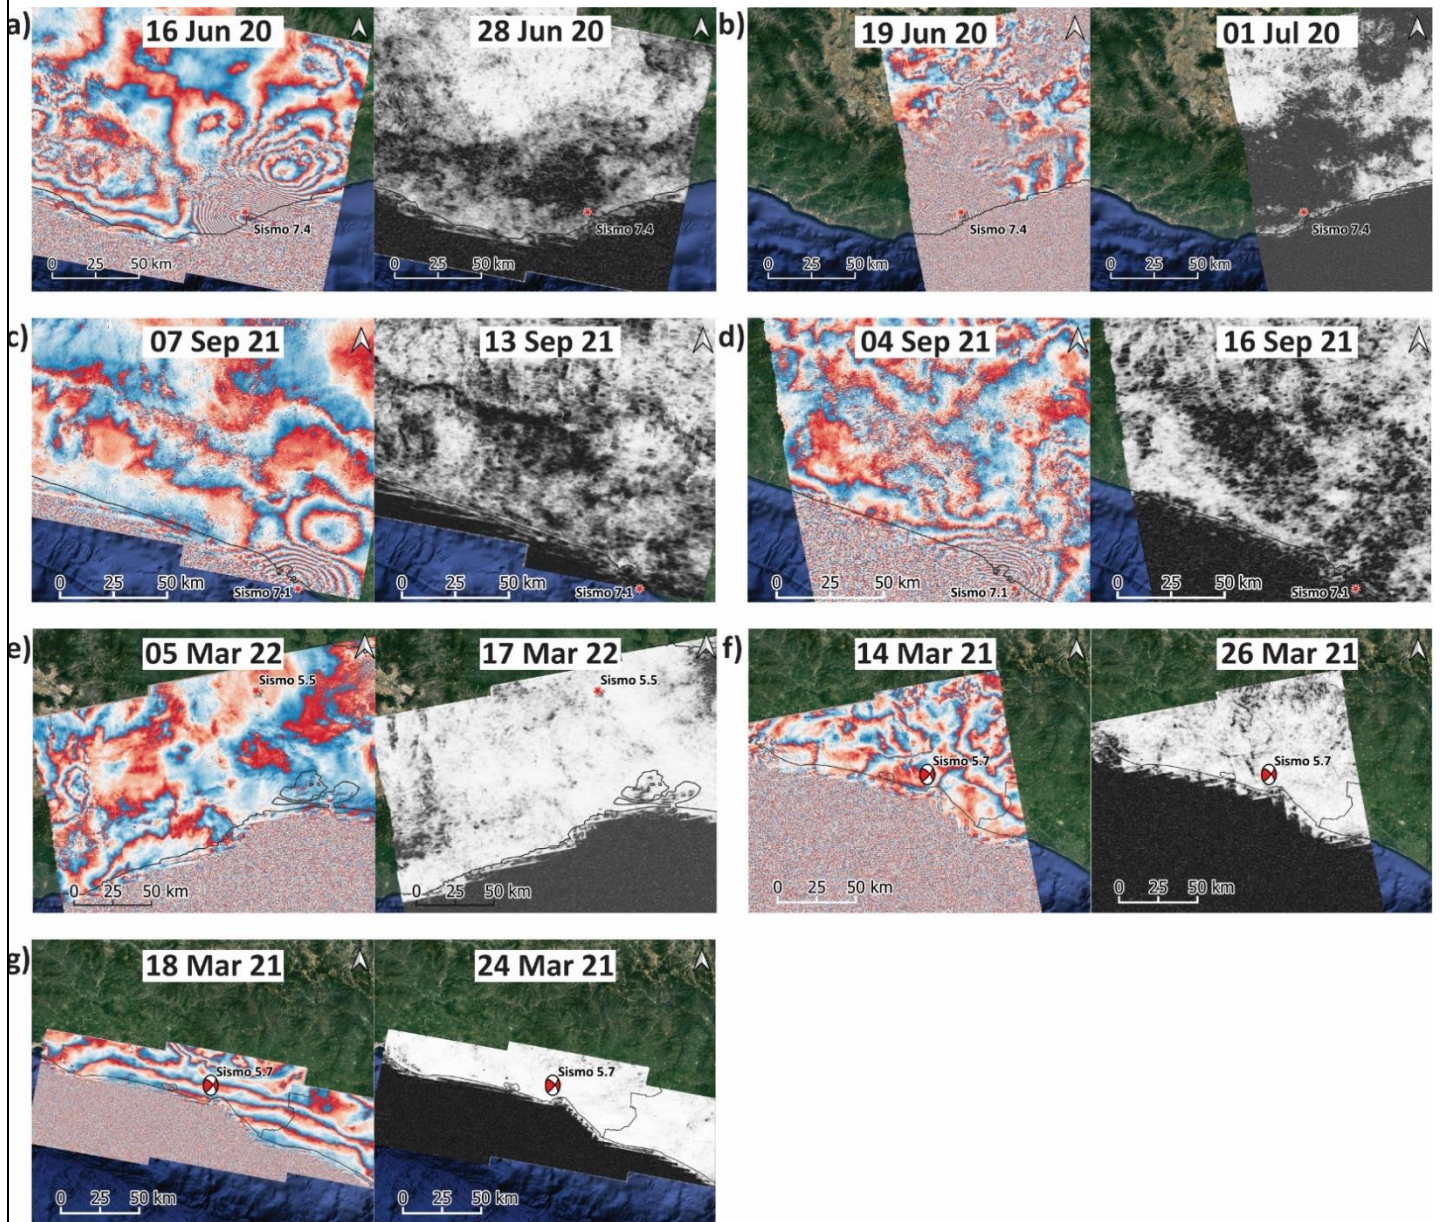 a)
16 Jun 20
28 Jun 20
Sismo 7.4
Sismo 7.4
0 25 50 km
0 25 50 km
b)
19 Jun 20
01 Jul 20
Sismo 7.4
Sismo 7.4
0 25 50 km
0 25 50 km
c)
07 Sep 21
13 Sep 21
0 25 50 km
0 25 50 km
Sismo 7.1
Sismo 7.1
d)
04 Sep 21
16 Sep 21
0 25 50 km
0 25 50 km
Sismo 7.1
Sismo 7.1
e)
05 Mar 22
17 Mar 22
Sismo 5.5
Sismo 5.5
0 25 50 km
0 25 50 km
f)
14 Mar 21
26 Mar 21
Sismo 5.7
Sismo 5.7
0 25 50 km
0 25 50 km
g)
18 Mar 21
24 Mar 21
Sismo 5.7
Sismo 5.7
0 25 50 km
0 25 50 km